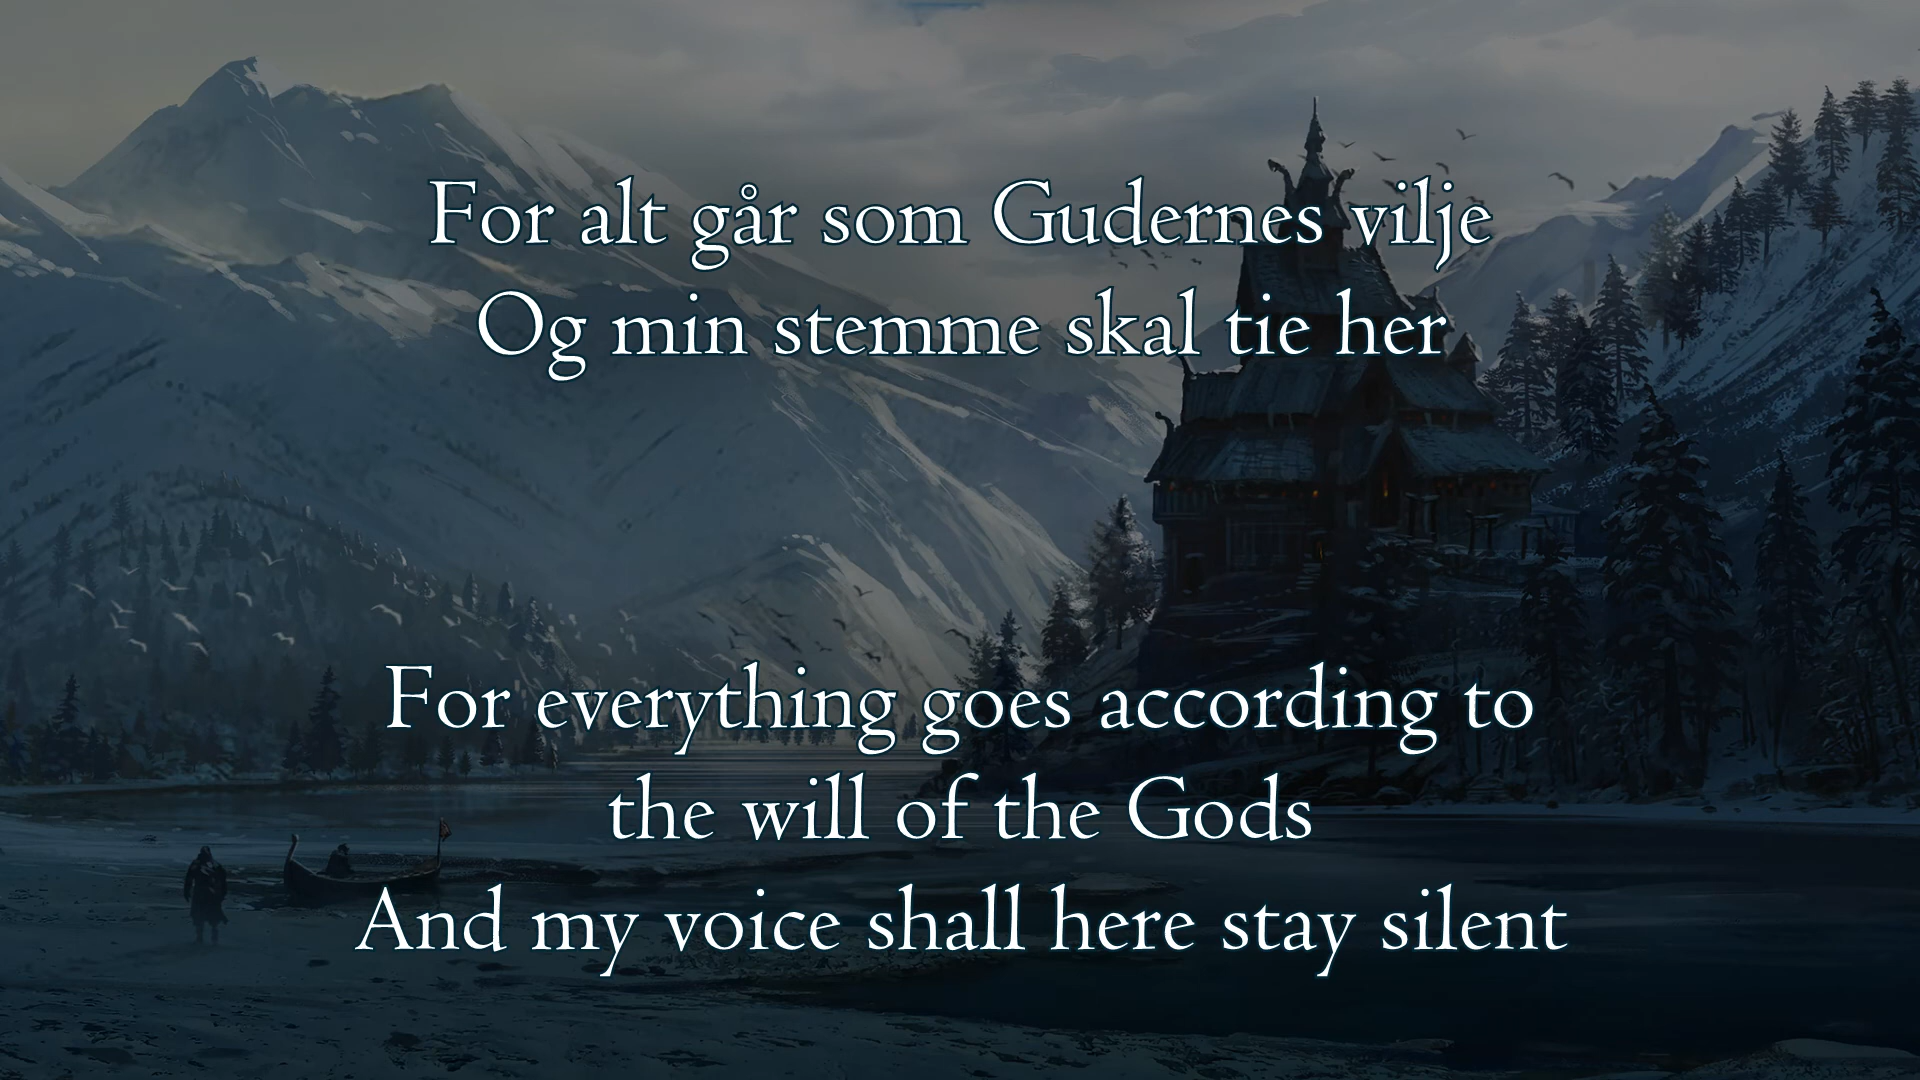 For alt går som Gudernes vilje
Og min stemme skal tie her
For everything goes according to
the will of the Gods
And my voice shall here stay silent